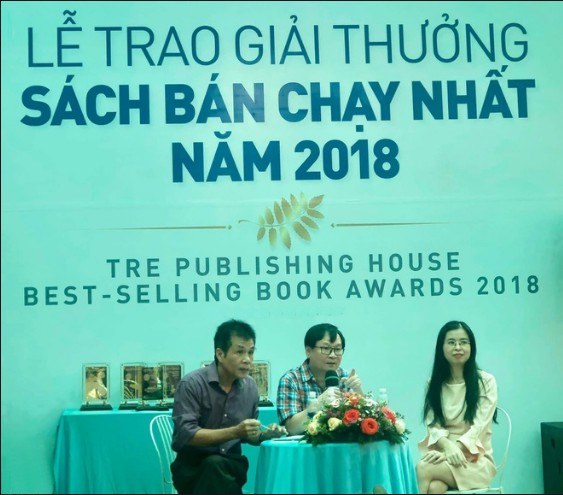 LỄ TRAO GIẢI THƯỞNG
SÁCH BÁN CHẠY NHẤT
NĂM 2018
TRE PUBLISHING HOUSE
BEST-SELLING BOOK AWARDS 2018